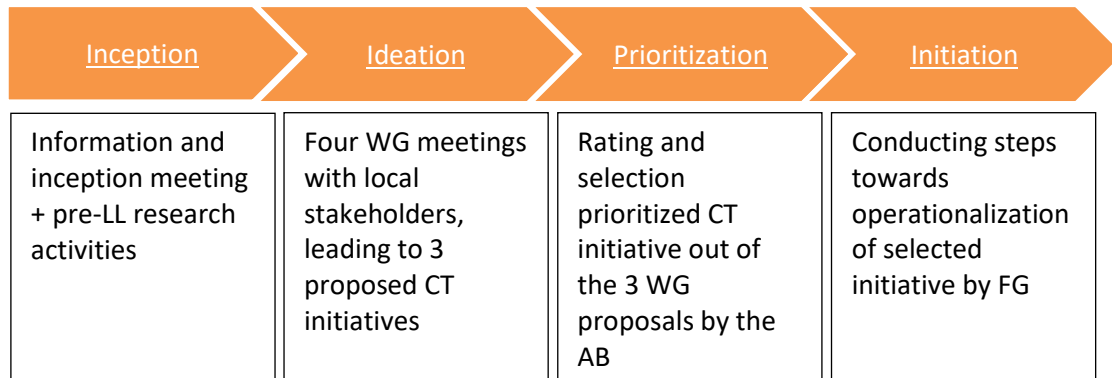 Inception
Ideation
Prioritization
Initiation
Information and
inception meeting
+ pre-LL research
activities
Four WG meetings
with local
stakeholders,
leading to 3
proposed CT
initiatives
Rating and
selection
prioritized CT
initiative out of
the 3 WG
proposals by the
AB
Conducting steps
towards
operationalization
of selected
initiative by FG